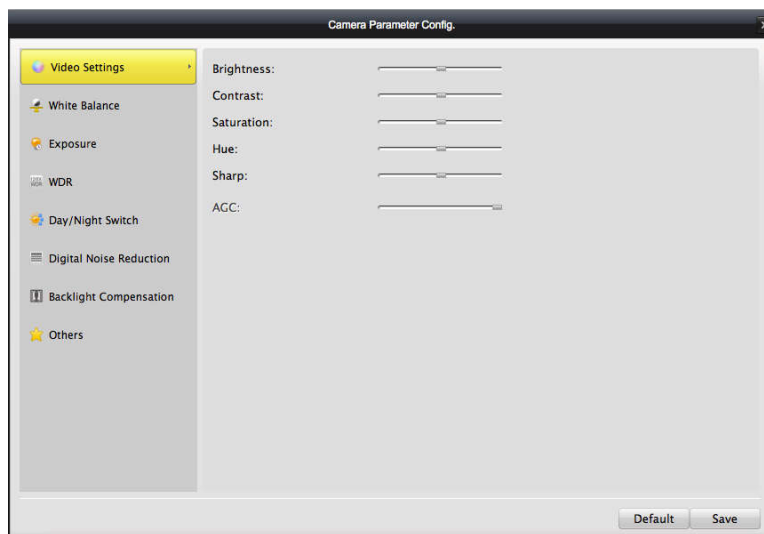 Camera Parameter Config.
Video Settings
White Balance
Exposure
WDR
Day/Night Switch
Digital Noise Reduction
Backlight Compensation
Others
Brightness:
Contrast:
Saturation:
Hue:
Sharp:
AGC:
Default Save